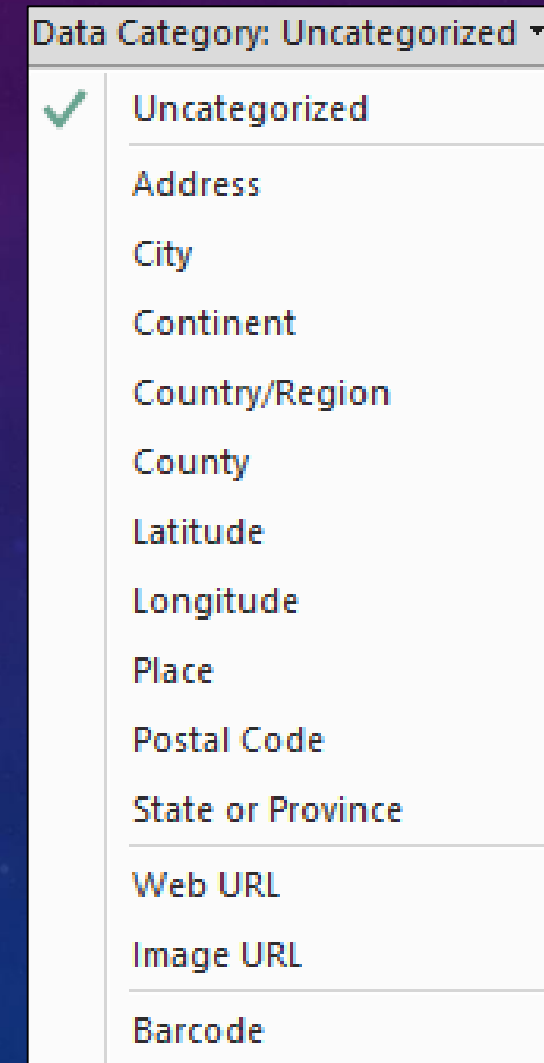 Data Category: Uncategorized
Uncategorized
Address
City
Continent
Country/Region
County
Latitude
Longitude
Place
Postal Code
State or Province
Web URL
Image URL
Barcode